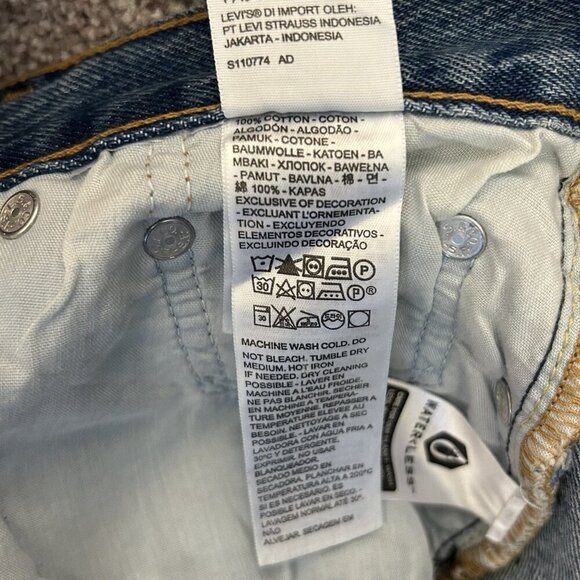 LEVI'S® DI IMPORT OLEH:
PT LEVI STRAUSS INDONESIA
JAKARTA - INDONESIA
S110774 AD
100% COTTON - COTON -
ALGODÓN - ALGODÃO -
PAMUK - COTONE -
BAUMWOLLE - KATOEN - BA
MBAKI - ХЛОПОК - BAWEŁNA
- PAMUT - BAVLNA - 棉 - 면 -
綿 100% - KAPAS
EXCLUSIVE OF DECORATION
- EXCLUANT L'ORNEMENTA-
TION - EXCLUYENDO
ELEMENTOS DECORATIVOS -
EXCLUINDO DECORAÇÃO
P
30 P®
30
MACHINE WASH COLD. DO
NOT BLEACH. TUMBLE DRY
MEDIUM. HOT IRON
IF NEEDED. DRY CLEANING
POSSIBLE - LAVER EN
MACHINE A L'EAU FROIDE.
NE PAS BLANCHIR. SECHER
EN MACHINE A TEMPERA-
TURE MOYENNE. REPASSER A
TEMPERATURE ELEVEE AU
BESOIN. NETTOYAGE A SEC
POSSIBLE -
LAVADORA CON AGUA FRIA A
30ºC Y DETERGENTE.
EXPRIMIR. NO USAR
BLANQUEADOR.
SECADO MEDIO EN
SECADORA. PLANCHAR EN
TEMPERATURA ALTA A 200ºC
SI ES NECESARIO. ES
POSSIBLE LAVAR EN SECO -
LAVAGEM NORMAL ATÉ 30º.
NÃO
ALVEJAR. SECAGEM EM
WATER<LESS™